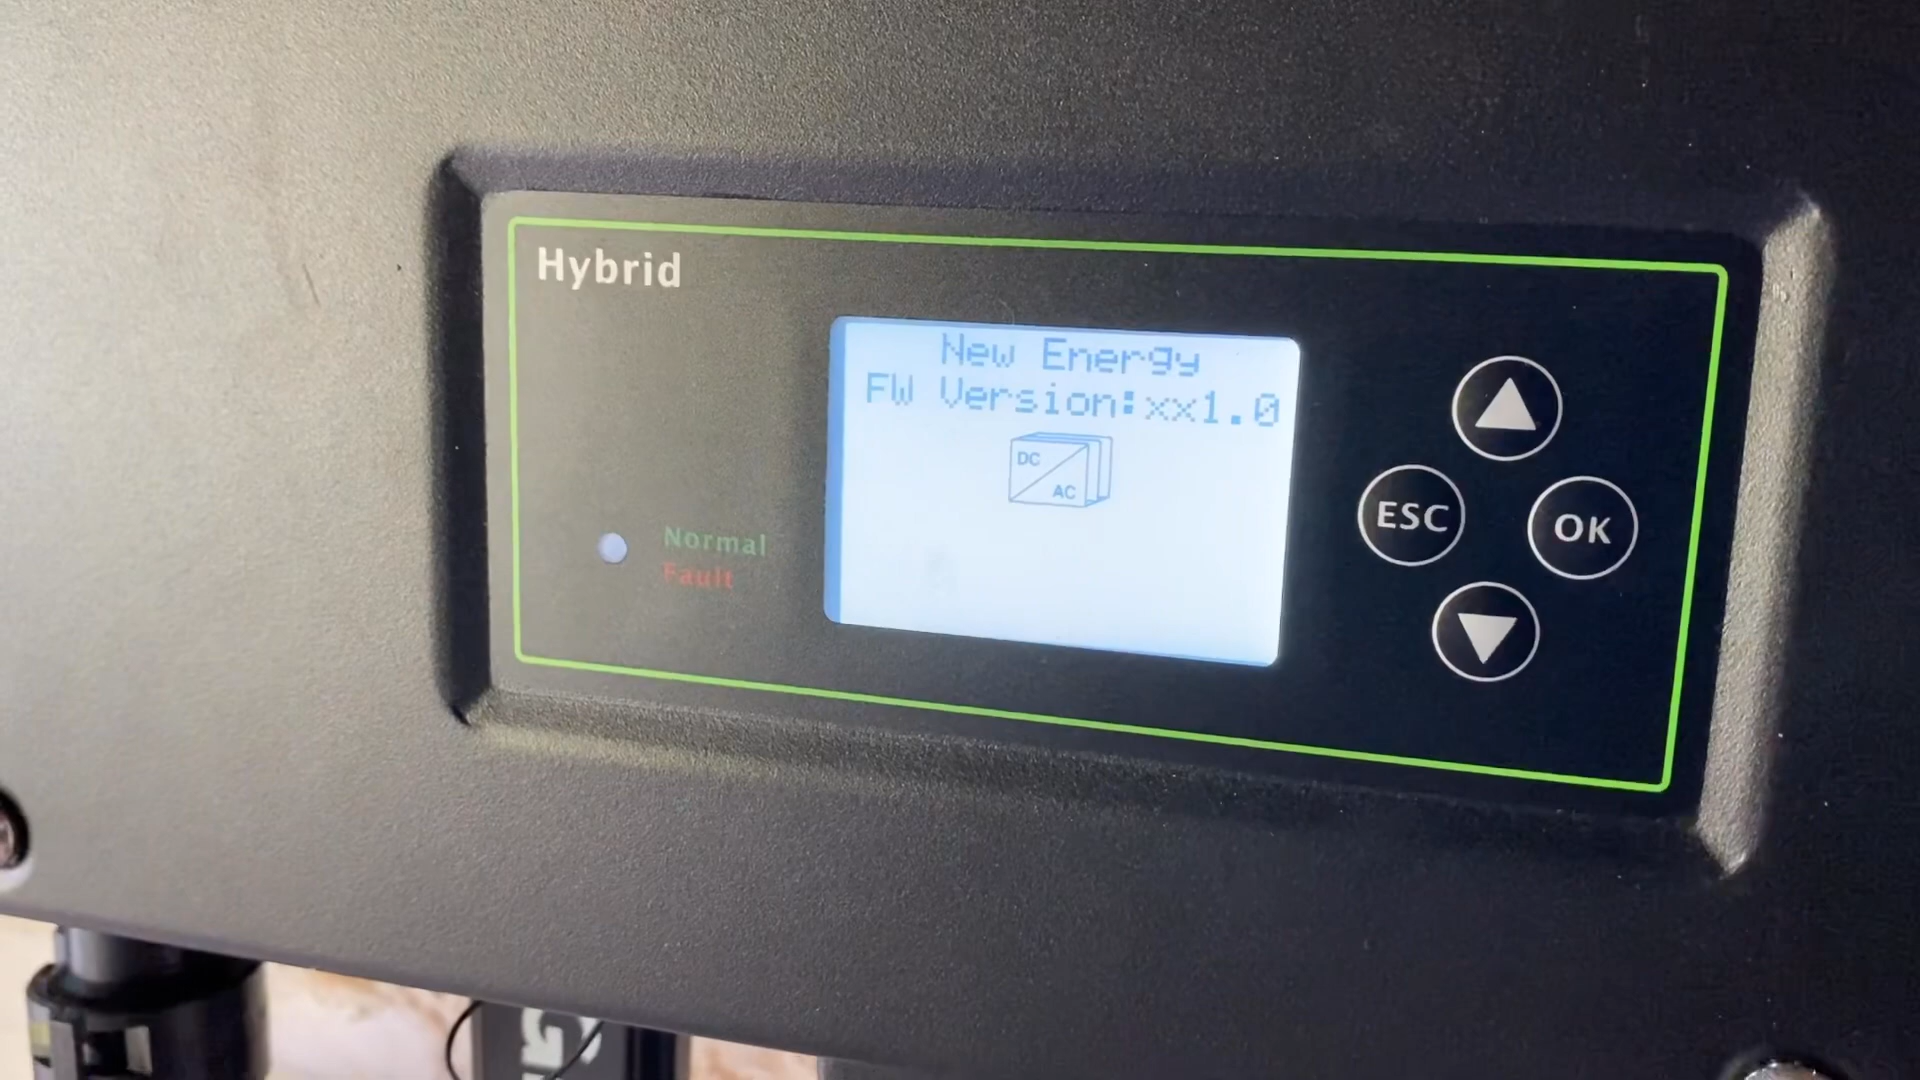 Hybrid
New Energy
FW Version:xx1.0
DC
AC
Normal
Fault
ESC
OK